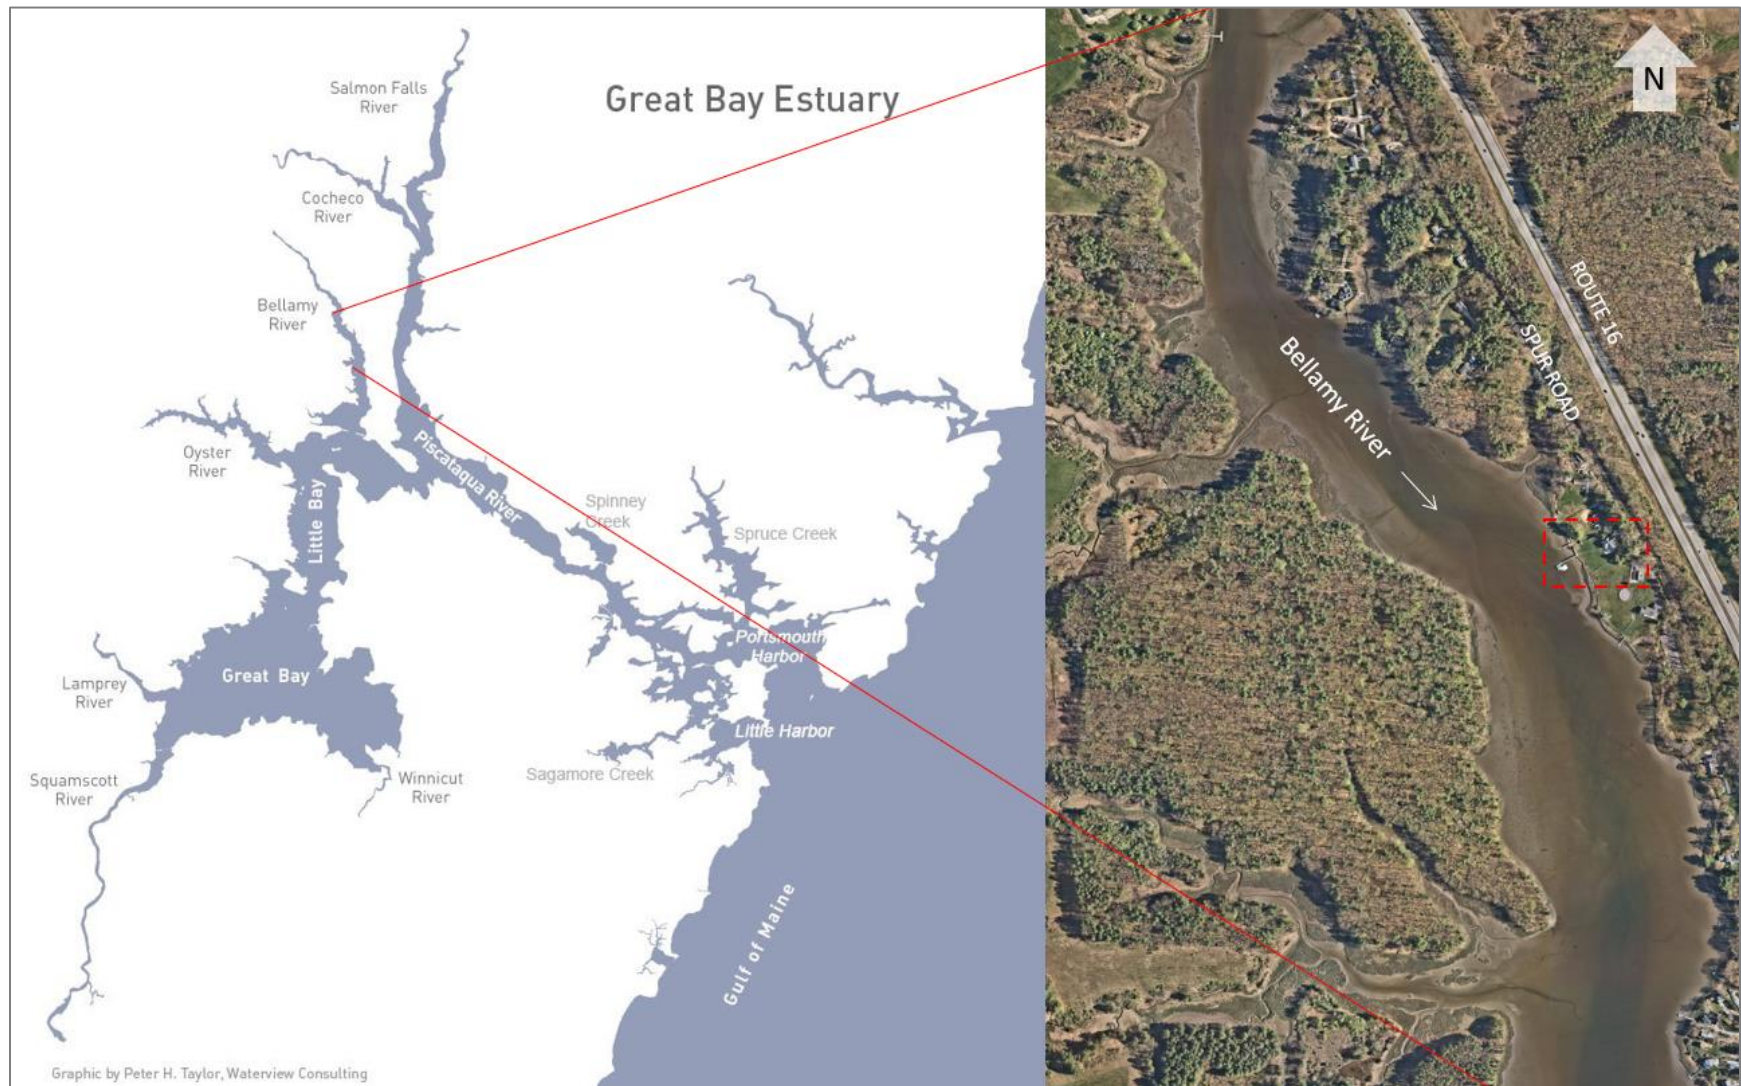 Great Bay Estuary
Salmon Falls
River
Cocheco
River
Bellamy
River
Oyster
River
Piscataqua River
Little Bay
Spinney
Creek
Spruce Creek
Portsmouth
Harbor
Great Bay
Lamprey
River
Little Harbor
Squamscott
River
Winnicut
River
Sagamore Creek
Gulf of Maine
Graphic by Peter H. Taylor, Waterview Consulting
N
ROUTE 16
SPUR ROAD
Bellamy River